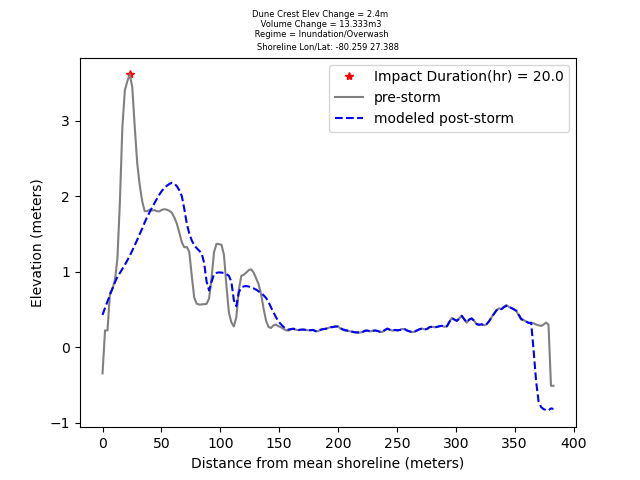 Dune Crest Elev Change = 2.4m
Volume Change = 13.333m3
Regime = Inundation/Overwash
Shoreline Lon/Lat: -80.259 27.388
Impact Duration(hr) = 20.0
pre-storm
modeled post-storm
3
2
1
0
−1
Elevation (meters)
0 50 100 150 200 250 300 350 400
Distance from mean shoreline (meters)